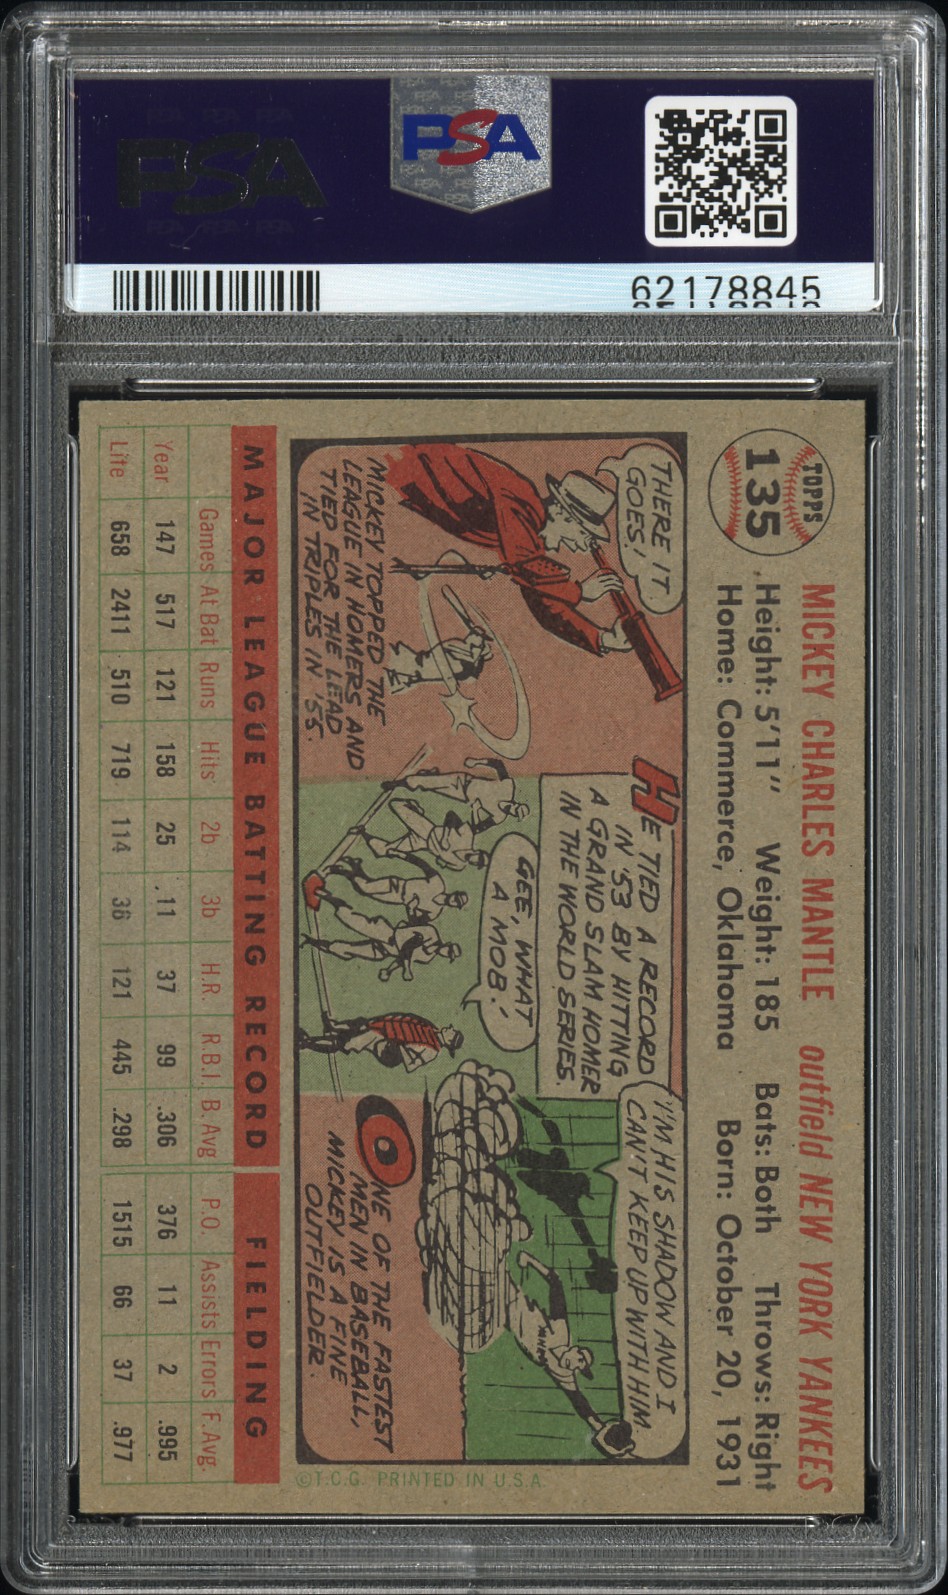 PSA
PSA
62178845
TOPPS
135
MICKEY CHARLES MANTLE outfield NEW YORK YANKEES
Height: 5'11" Weight: 185 Bats: Both Throws: Right
Home: Commerce, Oklahoma Born: October 20, 1931
THERE IT
GOES!
MICKEY TOPPED THE
LEAGUE IN HOMERS AND
TIED FOR THE LEAD
IN TRIPLES IN '55.
HE TIED A RECORD
IN '53 BY HITTING
A GRAND SLAM HOMER
IN THE WORLD SERIES.
GEE, WHAT
A MOB!
I'M HIS SHADOW AND I
CAN'T KEEP UP WITH HIM.
ONE OF THE FASTEST
MEN IN BASEBALL,
MICKEY IS A FINE
OUTFIELDER.
©T.C.G. PRINTED IN U.S.A.
MAJOR LEAGUE BATTING RECORD FIELDING
Games At Bat Runs Hits 2b 3b H.R. R.B.I. B. Avg P.O. Assists Errors F. Avg.
Year 147 517 121 158 25 11 37 99 .306 376 11 2 .995
Life 658 2411 510 719 114 36 121 445 .298 1515 66 37 .977